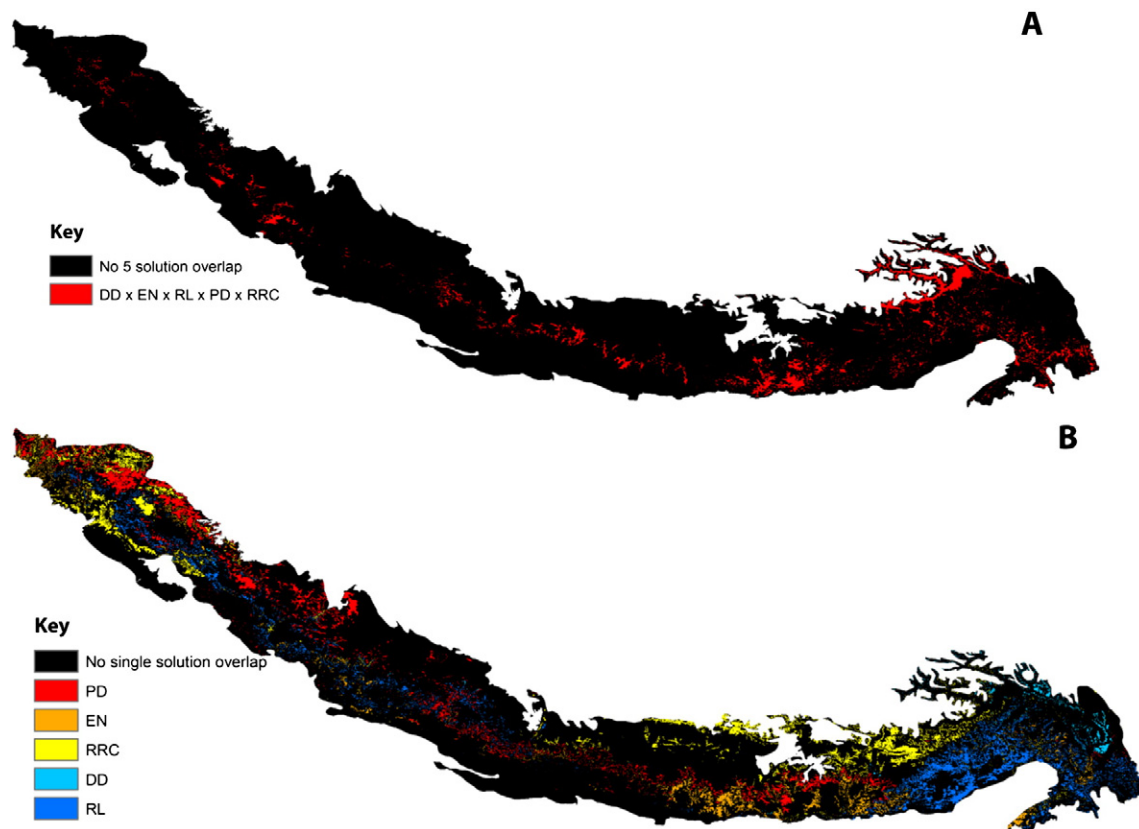 A
Key
No 5 solution overlap
DD x EN x RL x PD x RRC
B
Key
No single solution overlap
PD
EN
RRC
DD
RL